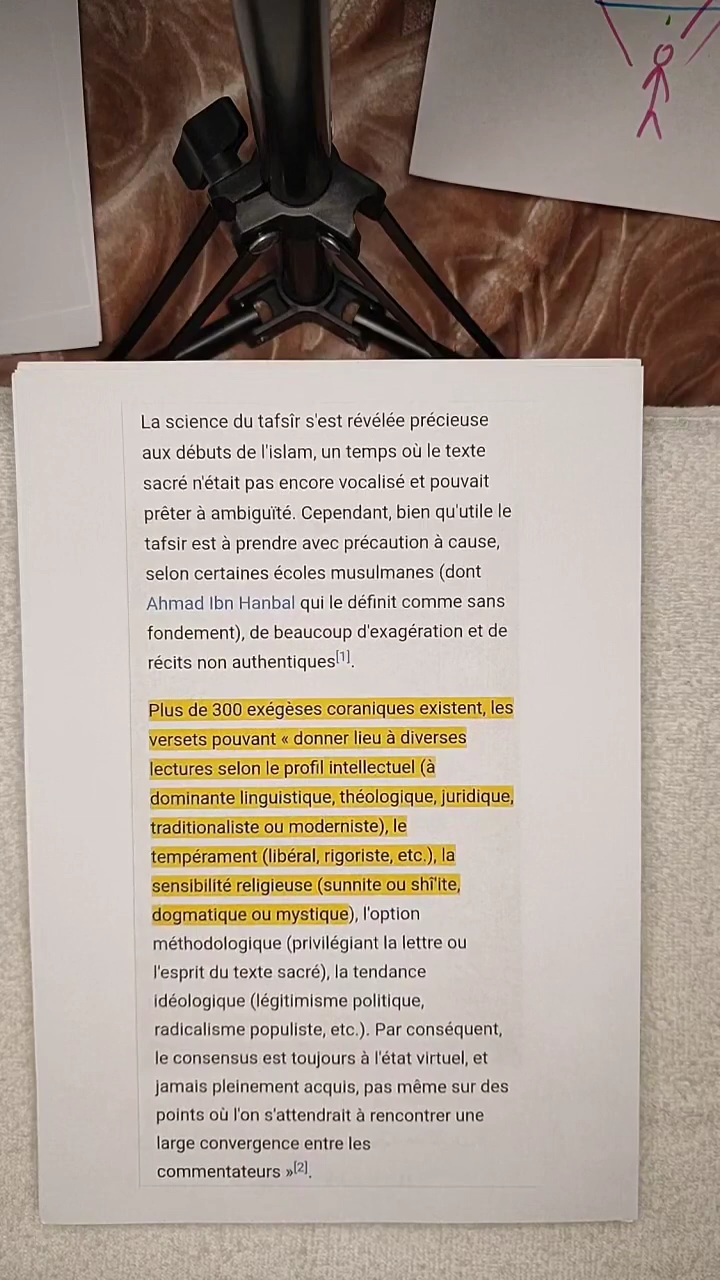 La science du tafsîr s'est révélée précieuse
aux débuts de l'islam, un temps où le texte
sacré n'était pas encore vocalisé et pouvait
prêter à ambiguïté. Cependant, bien qu'utile le
tafsir est à prendre avec précaution à cause,
selon certaines écoles musulmanes (dont
Ahmad Ibn Hanbal qui le définit comme sans
fondement), de beaucoup d'exagération et de
récits non authentiques[1].
Plus de 300 exégèses coraniques existent, les
versets pouvant « donner lieu à diverses
lectures selon le profil intellectuel (à
dominante linguistique, théologique, juridique,
traditionaliste ou moderniste), le
tempérament (libéral, rigoriste, etc.), la
sensibilité religieuse (sunnite ou shî'ite,
dogmatique ou mystique), l'option
méthodologique (privilégiant la lettre ou
l'esprit du texte sacré), la tendance
idéologique (légitimisme politique,
radicalisme populiste, etc.). Par conséquent,
le consensus est toujours à l'état virtuel, et
jamais pleinement acquis, pas même sur des
points où l'on s'attendrait à rencontrer une
large convergence entre les
commentateurs »[2].